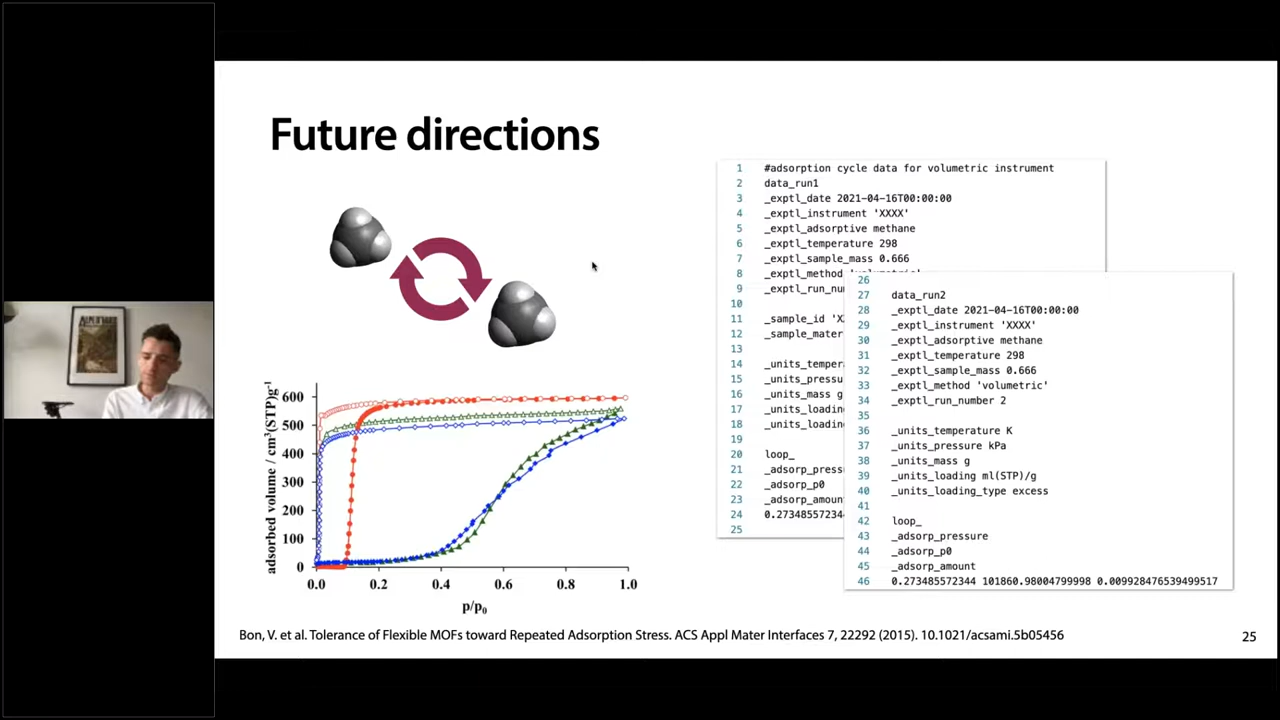 Future directions
600
500
400
300
200
100
0
adsorbed volume / cm³(STP)g⁻¹
0.0 0.2 0.4 0.6 0.8 1.0
p/p₀
1 #adsorption cycle data for volumetric instrument
2 data_run1
3 _exptl_date 2021-04-16T00:00:00
4 _exptl_instrument 'XXXX'
5 _exptl_adsorptive methane
6 _exptl_temperature 298
7 _exptl_sample_mass 0.666
8 _exptl_method 'volumetric'
9 _exptl_run_nu
10
11 _sample_id 'X
12 _sample_mater
13
14 _units_temper
15 _units_pressu
16 _units_mass g
17 _units_loadin
18 _units_loadin
19
20 loop_
21 _adsorp_press
22 _adsorp_p0
23 _adsorp_amoun
24 0.2734855723
25
26
27 data_run2
28 _exptl_date 2021-04-16T00:00:00
29 _exptl_instrument 'XXXX'
30 _exptl_adsorptive methane
31 _exptl_temperature 298
32 _exptl_sample_mass 0.666
33 _exptl_method 'volumetric'
34 _exptl_run_number 2
35
36 _units_temperature K
37 _units_pressure kPa
38 _units_mass g
39 _units_loading ml(STP)/g
40 _units_loading_type excess
41
42 loop_
43 _adsorp_pressure
44 _adsorp_p0
45 _adsorp_amount
46 0.273485572344 101860.98004799998 0.009928476539499517
Bon, V. et al. Tolerance of Flexible MOFs toward Repeated Adsorption Stress. ACS Appl Mater Interfaces 7, 22292 (2015). 10.1021/acsami.5b05456
25